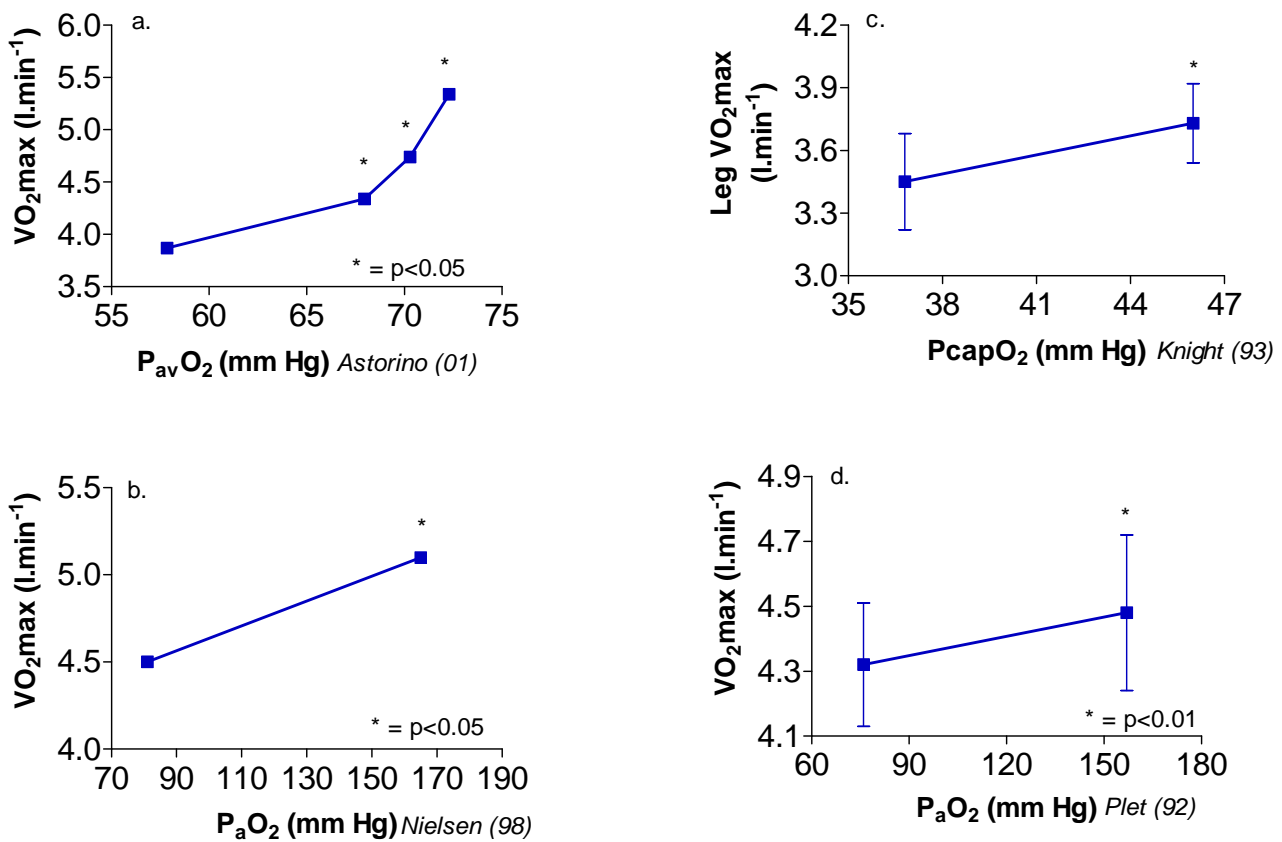 a.
VO₂max (l.min⁻¹)
6.0
5.5
5.0
4.5
4.0
3.5
*
*
*
* = p<0.05
55 60 65 70 75
PavO₂ (mm Hg) Astorino (01)
c.
Leg VO₂max
(l.min⁻¹)
4.2
3.9
3.6
3.3
3.0
*
35 38 41 44 47
PcapO₂ (mm Hg) Knight (93)
b.
VO₂max (l.min⁻¹)
5.5
5.0
4.5
4.0
*
* = p<0.05
70 90 110 130 150 170 190
PaO₂ (mm Hg) Nielsen (98)
d.
VO₂max (l.min⁻¹)
4.9
4.7
4.5
4.3
4.1
*
* = p<0.01
60 90 120 150 180
PaO₂ (mm Hg) Plet (92)